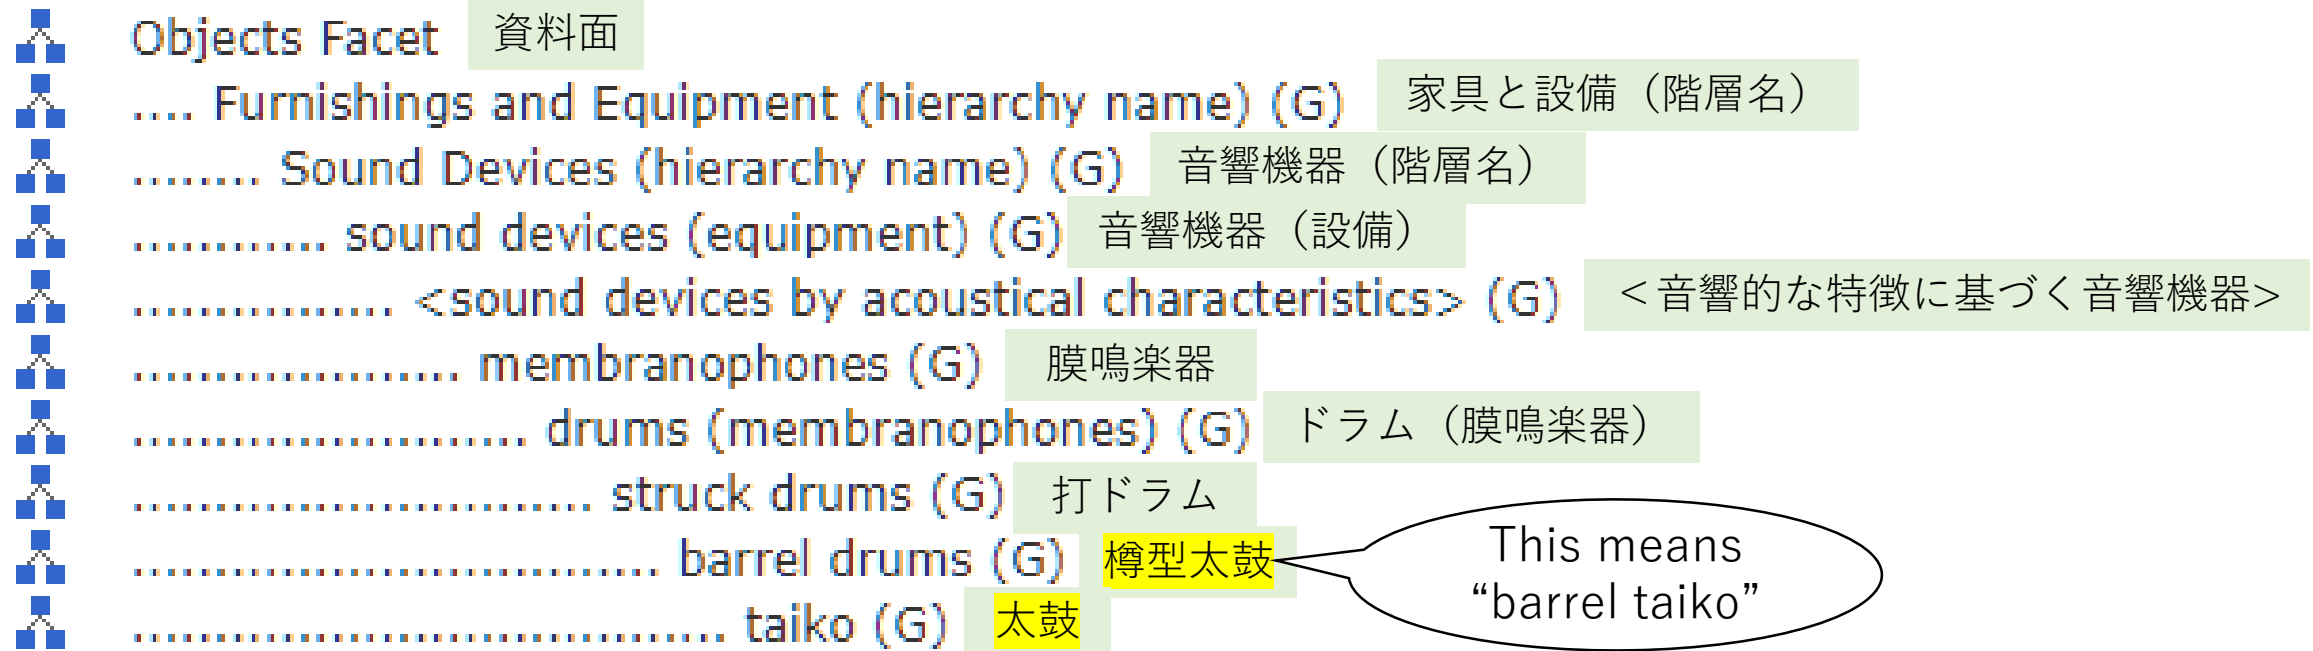 Objects Facet 資料面
.... Furnishings and Equipment (hierarchy name) (G) 家具と設備（階層名）
........ Sound Devices (hierarchy name) (G) 音響機器（階層名）
............ sound devices (equipment) (G) 音響機器（設備）
................ <sound devices by acoustical characteristics> (G) ＜音響的な特徴に基づく音響機器>
.................... membranophones (G) 膜鳴楽器
........................ drums (membranophones) (G) ドラム（膜鳴楽器）
............................ struck drums (G) 打ドラム
................................ barrel drums (G) 樽型太鼓
.................................... taiko (G) 太鼓
This means
“barrel taiko”